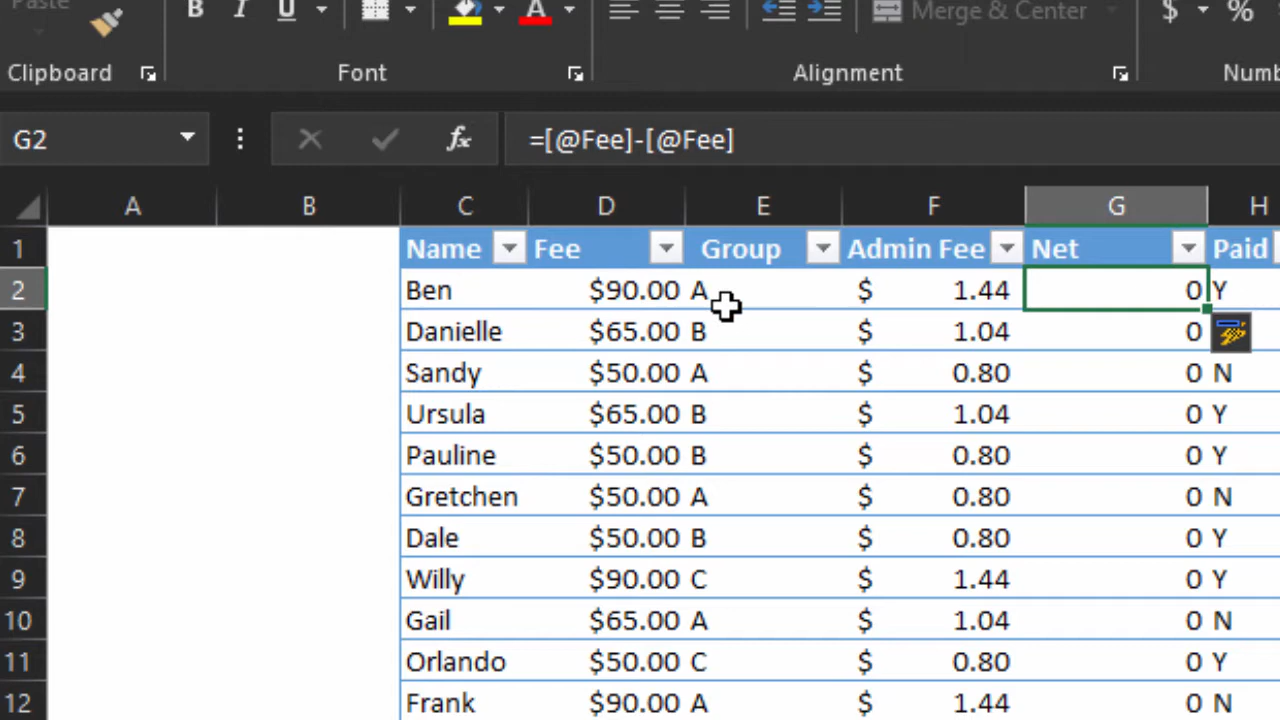 Paste B I U A Merge & Center $ %
Clipboard Font Alignment Numb
G2 fx =[@Fee]-[@Fee]
A B C D E F G H
1 Name Fee Group Admin Fee Net Paid
2 Ben $90.00 A $ 1.44 0 Y
3 Danielle $65.00 B $ 1.04 0
4 Sandy $50.00 A $ 0.80 0 N
5 Ursula $65.00 B $ 1.04 0 Y
6 Pauline $50.00 B $ 0.80 0 Y
7 Gretchen $50.00 A $ 0.80 0 N
8 Dale $50.00 B $ 0.80 0 Y
9 Willy $90.00 C $ 1.44 0 Y
10 Gail $65.00 A $ 1.04 0 N
11 Orlando $50.00 C $ 0.80 0 Y
12 Frank $90.00 A $ 1.44 0 N